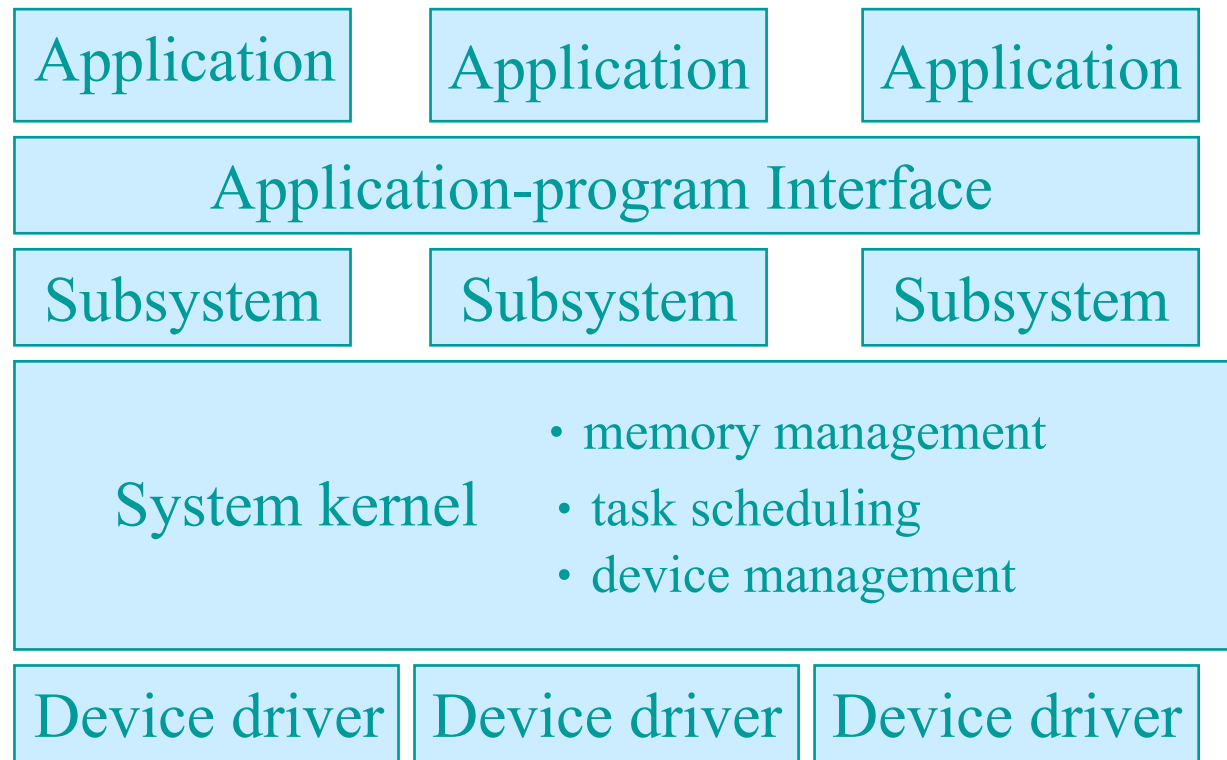 Application Application Application
Application-program Interface
Subsystem Subsystem Subsystem
• memory management
System kernel • task scheduling
• device management
Device driver Device driver Device driver